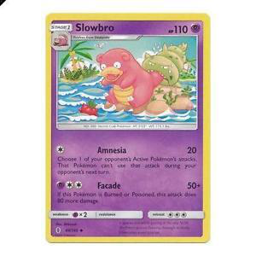 STAGE 1 Slowbro HP110
Amnesia 20
Choose 1 of your opponent's Active Pokémon's attacks.
That Pokémon can't use that attack during your
opponent's next turn.
Facade 50+
If this Pokémon is Burned or Poisoned, this attack does
80 more damage.
weakness ×2 resistance retreat